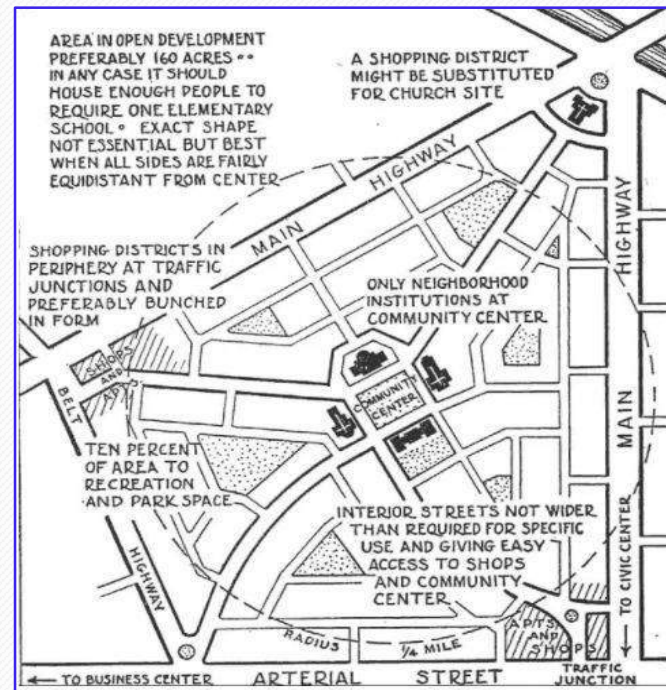 AREA IN OPEN DEVELOPMENT
PREFERABLY 160 ACRES ••
IN ANY CASE IT SHOULD
HOUSE ENOUGH PEOPLE TO
REQUIRE ONE ELEMENTARY
SCHOOL • EXACT SHAPE
NOT ESSENTIAL BUT BEST
WHEN ALL SIDES ARE FAIRLY
EQUIDISTANT FROM CENTER
A SHOPPING DISTRICT
MIGHT BE SUBSTITUTED
FOR CHURCH SITE
MAIN HIGHWAY
HIGHWAY
MAIN
SHOPPING DISTRICTS IN
PERIPHERY AT TRAFFIC
JUNCTIONS AND
PREFERABLY BUNCHED
IN FORM
ONLY NEIGHBORHOOD
INSTITUTIONS AT
COMMUNITY CENTER
SHOPS
AND
APTS
BELT
HIGHWAY
COMMUNITY
CENTER
TEN PERCENT
OF AREA TO
RECREATION
AND PARK SPACE
INTERIOR STREETS NOT WIDER
THAN REQUIRED FOR SPECIFIC
USE AND GIVING EASY
ACCESS TO SHOPS
AND COMMUNITY
CENTER
TO CIVIC CENTER
RADIUS 1/4 MILE
APTS
AND
SHOPS
TRAFFIC
JUNCTION
← TO BUSINESS CENTER ARTERIAL STREET